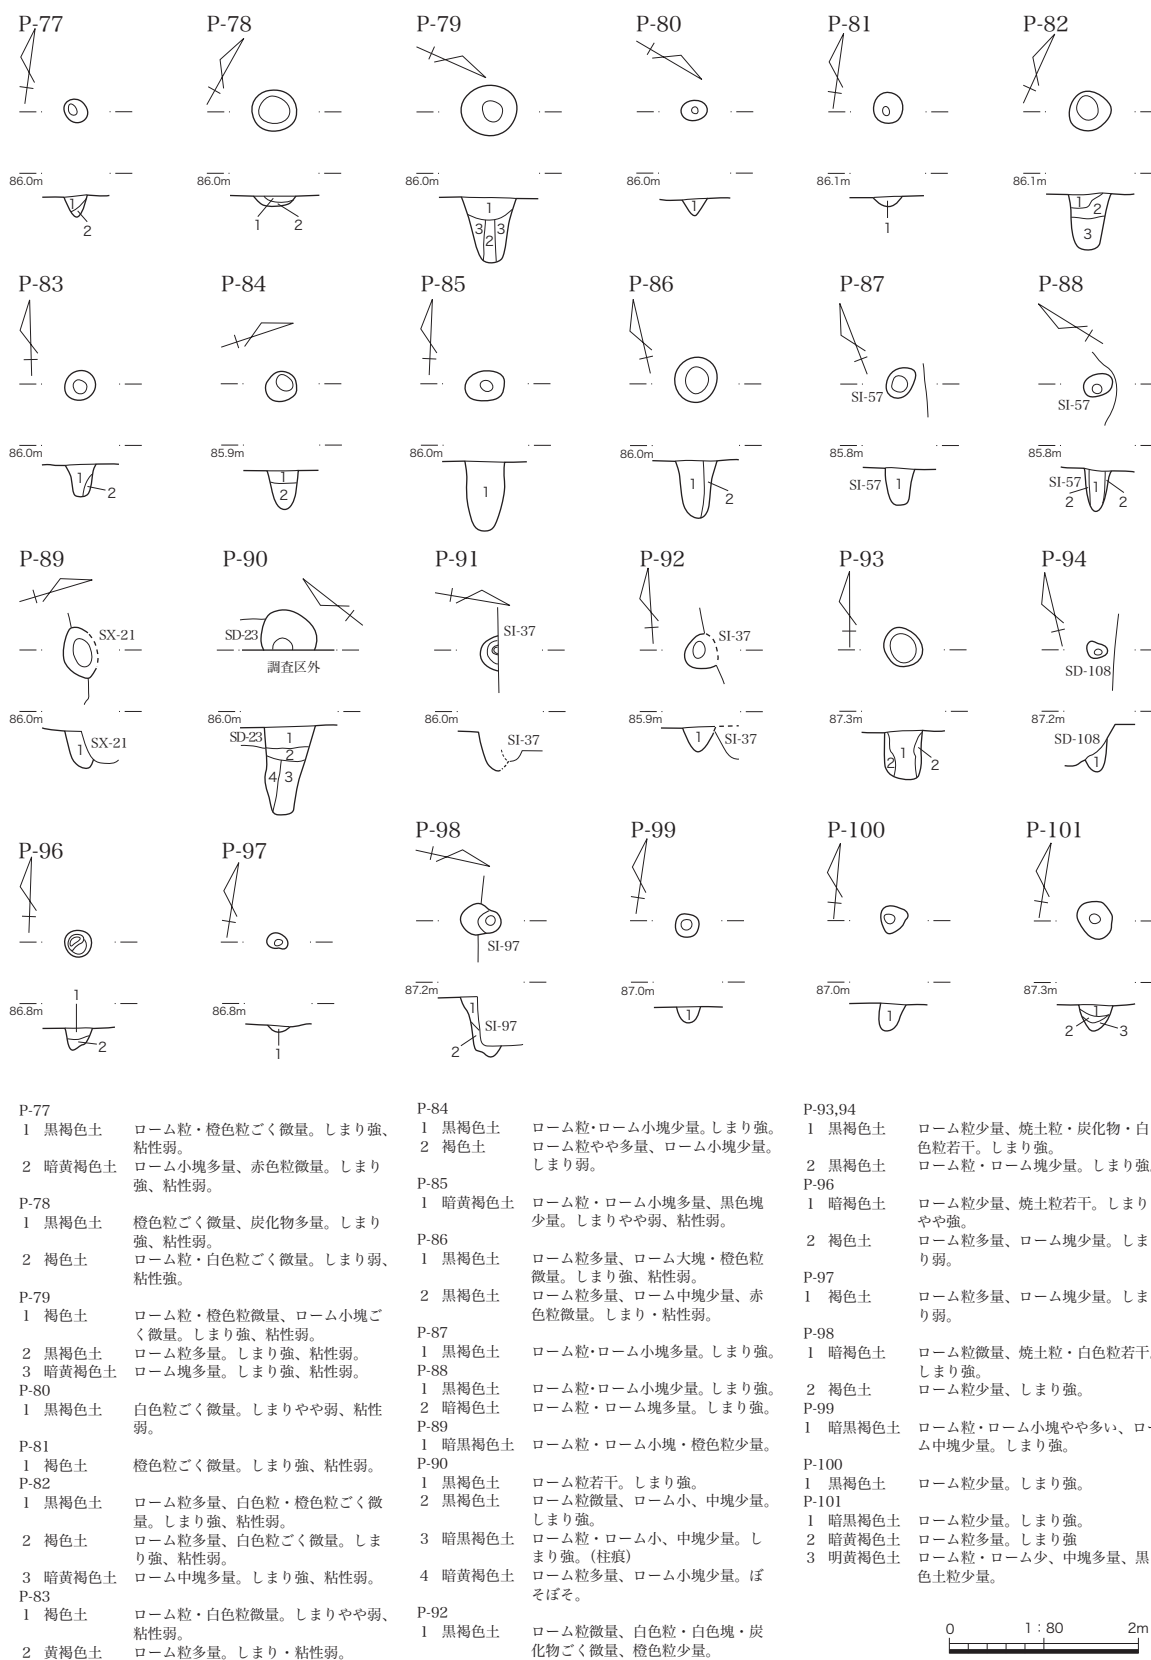 P-77
P-78
P-79
P-80
P-81
P-82
86.0m
86.0m
86.0m
86.0m
86.1m
86.1m
1
2
1
2
1
3
2
3
1
1
1
2
3
P-83
P-84
P-85
P-86
P-87
P-88
SI-57
SI-57
86.0m
85.9m
86.0m
86.0m
85.8m
85.8m
1
2
1
2
1
1
2
SI-57
1
SI-57
2
1
2
P-89
P-90
P-91
P-92
P-93
P-94
SX-21
SD-23
調査区外
SI-37
SI-37
SD-108
86.0m
86.0m
86.0m
85.9m
87.3m
87.2m
1
SX-21
SD-23
1
2
4
3
SI-37
1
SI-37
2
1
2
SD-108
1
P-96
P-97
P-98
P-99
P-100
P-101
SI-97
86.8m
86.8m
87.2m
87.0m
87.0m
87.3m
1
2
1
1
SI-97
2
1
1
1
2
3
P-77
1 黒褐色土 ローム粒・橙色粒ごく微量。しまり強、
粘性弱。
2 暗黄褐色土 ローム小塊多量、赤色粒微量。しまり
強、粘性弱。
P-78
1 黒褐色土 橙色粒ごく微量、炭化物多量。しまり
強、粘性弱。
2 褐色土 ローム粒・白色粒ごく微量。しまり弱、
粘性強。
P-79
1 褐色土 ローム粒・橙色粒微量、ローム小塊ご
く微量。しまり強、粘性弱。
2 黒褐色土 ローム粒多量。しまり強、粘性弱。
3 暗黄褐色土 ローム塊多量。しまり強、粘性弱。
P-80
1 黒褐色土 白色粒ごく微量。しまりやや弱、粘性
弱。
P-81
1 褐色土 橙色粒ごく微量。しまり強、粘性弱。
P-82
1 黒褐色土 ローム粒多量、白色粒・橙色粒ごく微
量。しまり強、粘性弱。
2 褐色土 ローム粒多量、白色粒ごく微量。しま
り強、粘性弱。
3 暗黄褐色土 ローム中塊多量。しまり強、粘性弱。
P-83
1 褐色土 ローム粒・白色粒微量。しまりやや弱、
粘性弱。
2 黄褐色土 ローム粒多量。しまり・粘性弱。
P-84
1 黒褐色土 ローム粒・ローム小塊少量。しまり強。
2 褐色土 ローム粒やや多量、ローム小塊少量。
しまり弱。
P-85
1 暗黄褐色土 ローム粒・ローム小塊多量、黒色塊
少量。しまりやや弱、粘性弱。
P-86
1 黒褐色土 ローム粒多量、ローム大塊・橙色粒
微量。しまり強、粘性弱。
2 黒褐色土 ローム粒多量、ローム中塊少量、赤
色粒微量。しまり・粘性弱。
P-87
1 黒褐色土 ローム粒・ローム小塊多量。しまり強。
P-88
1 黒褐色土 ローム粒・ローム小塊少量。しまり強。
2 暗褐色土 ローム粒・ローム塊多量。しまり強。
P-89
1 暗黒褐色土 ローム粒・ローム小塊・橙色粒少量。
P-90
1 黒褐色土 ローム粒若干。しまり強。
2 黒褐色土 ローム粒微量、ローム小、中塊少量。
しまり強。
3 暗黒褐色土 ローム粒・ローム小、中塊少量。し
まり強。(柱痕)
4 暗黄褐色土 ローム粒多量、ローム小塊少量。ぼ
そぼそ。
P-92
1 黒褐色土 ローム粒微量、白色粒・白色塊・炭
化物ごく微量、橙色粒少量。
P-93,94
1 黒褐色土 ローム粒少量、焼土粒・炭化物・白
色粒若干。しまり強。
2 黒褐色土 ローム粒・ローム塊少量。しまり強。
P-96
1 暗褐色土 ローム粒少量、焼土粒若干。しまり
やや強。
2 褐色土 ローム粒多量、ローム塊少量。しま
り弱。
P-97
1 褐色土 ローム粒多量、ローム塊少量。しま
り弱。
P-98
1 暗褐色土 ローム粒微量、焼土粒・白色粒若干。
しまり強。
2 褐色土 ローム粒少量、しまり強。
P-99
1 暗黒褐色土 ローム粒・ローム小塊やや多い、ロー
ム中塊少量。しまり強。
P-100
1 黒褐色土 ローム粒少量。しまり強。
P-101
1 暗黒褐色土 ローム粒少量。しまり強。
2 暗黄褐色土 ローム粒多量。しまり強
3 明黄褐色土 ローム粒・ローム少、中塊多量、黒
色土粒少量。
0 1：80 2m